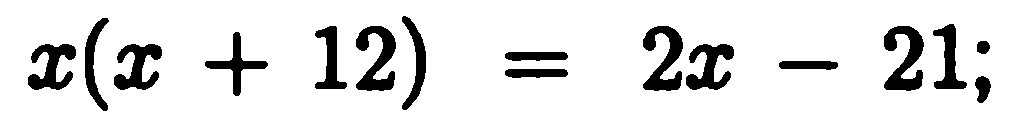 x(x + 12) = 2x − 21;